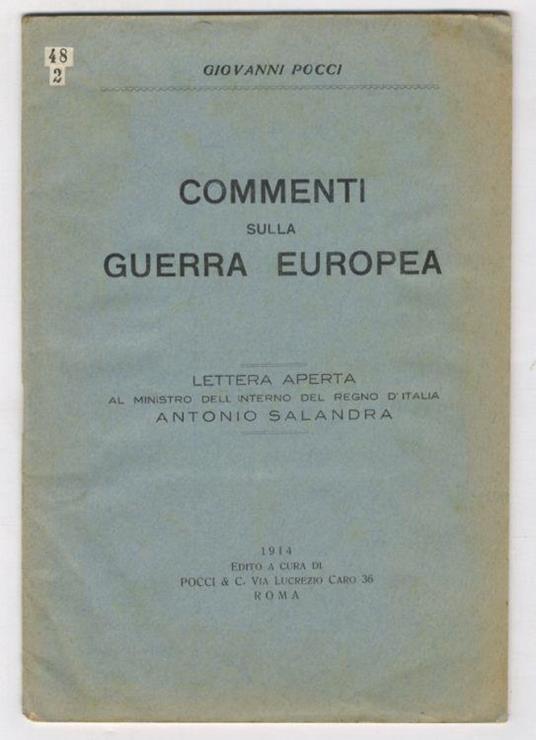 48
2
GIOVANNI POCCI
COMMENTI
SULLA
GUERRA EUROPEA
LETTERA APERTA
AL MINISTRO DELL'INTERNO DEL REGNO D'ITALIA
ANTONIO SALANDRA
1914
EDITO A CURA DI
POCCI & C. VIA LUCREZIO CARO 36
ROMA